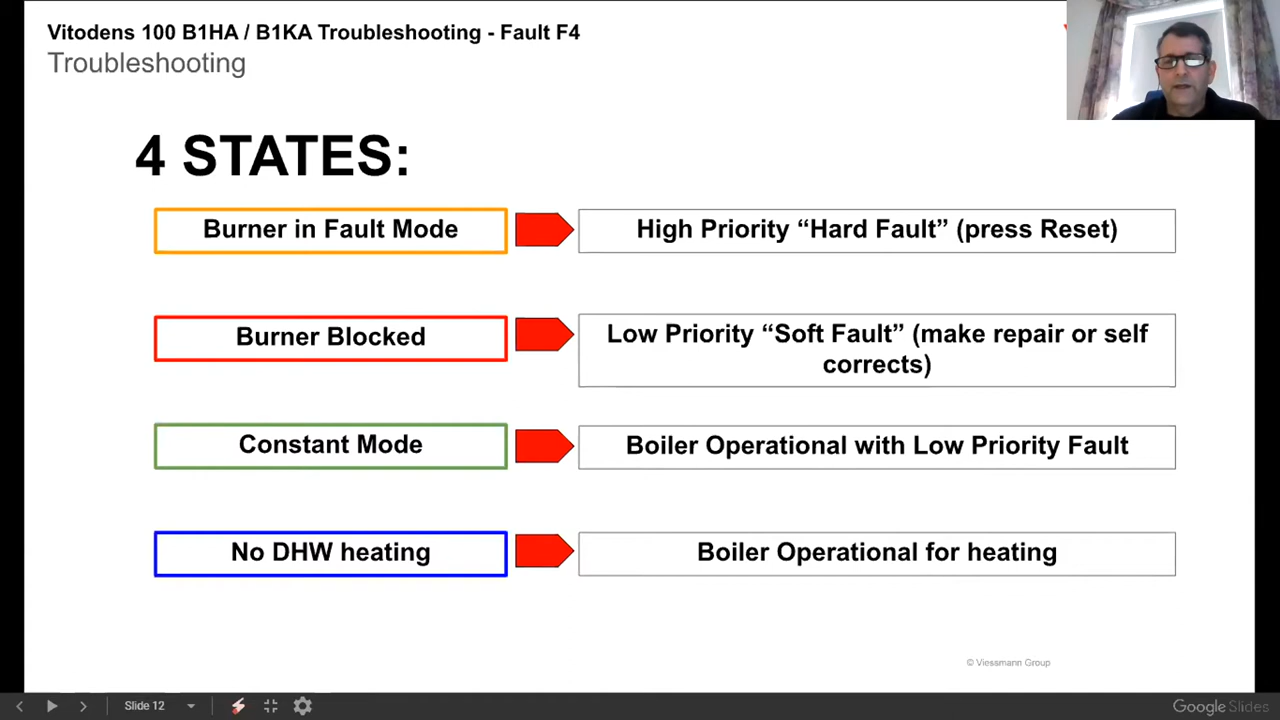 Vitodens 100 B1HA / B1KA Troubleshooting - Fault F4
Troubleshooting
4 STATES:
Burner in Fault Mode
High Priority “Hard Fault” (press Reset)
Burner Blocked
Low Priority “Soft Fault” (make repair or self
corrects)
Constant Mode
Boiler Operational with Low Priority Fault
No DHW heating
Boiler Operational for heating
© Viessmann Group
Slide 12
Google Slides